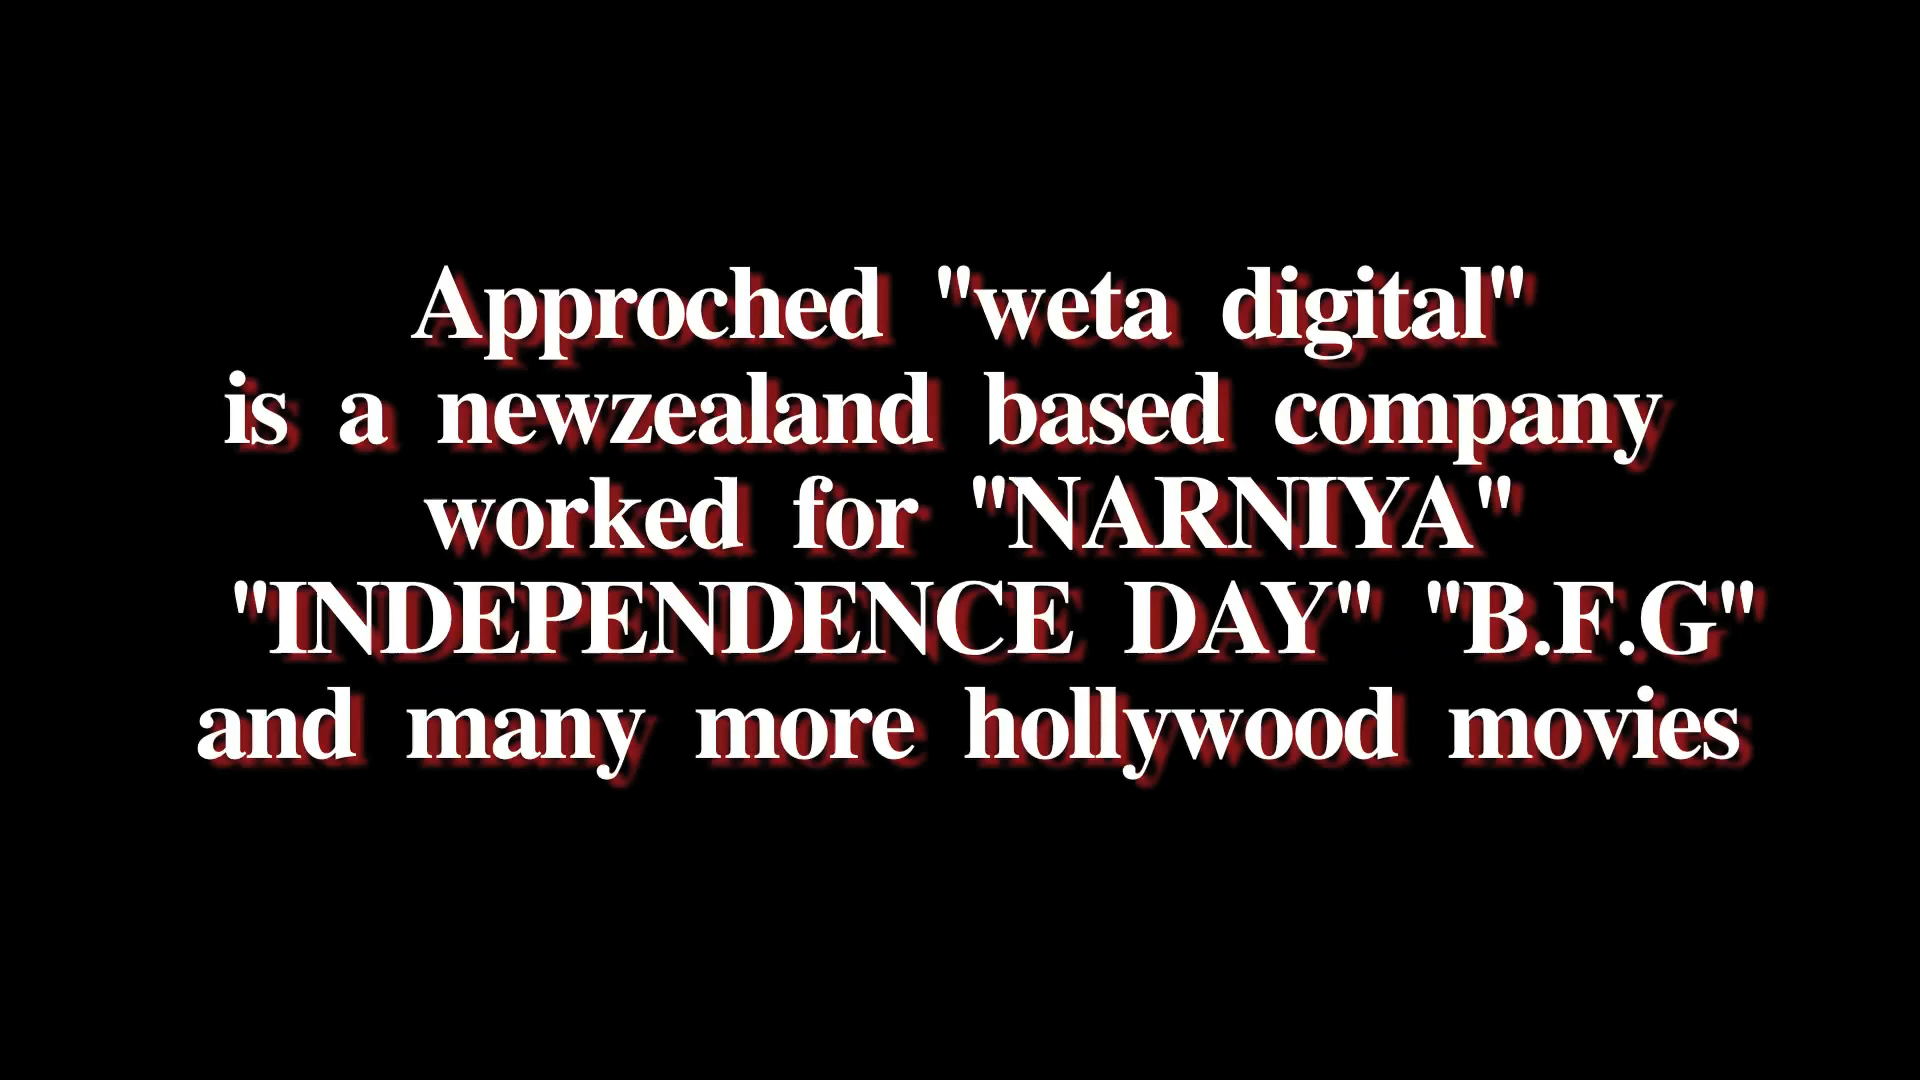 Approched "weta digital"
is a newzealand based company
worked for "NARNIYA"
"INDEPENDENCE DAY" "B.F.G"
and many more hollywood movies